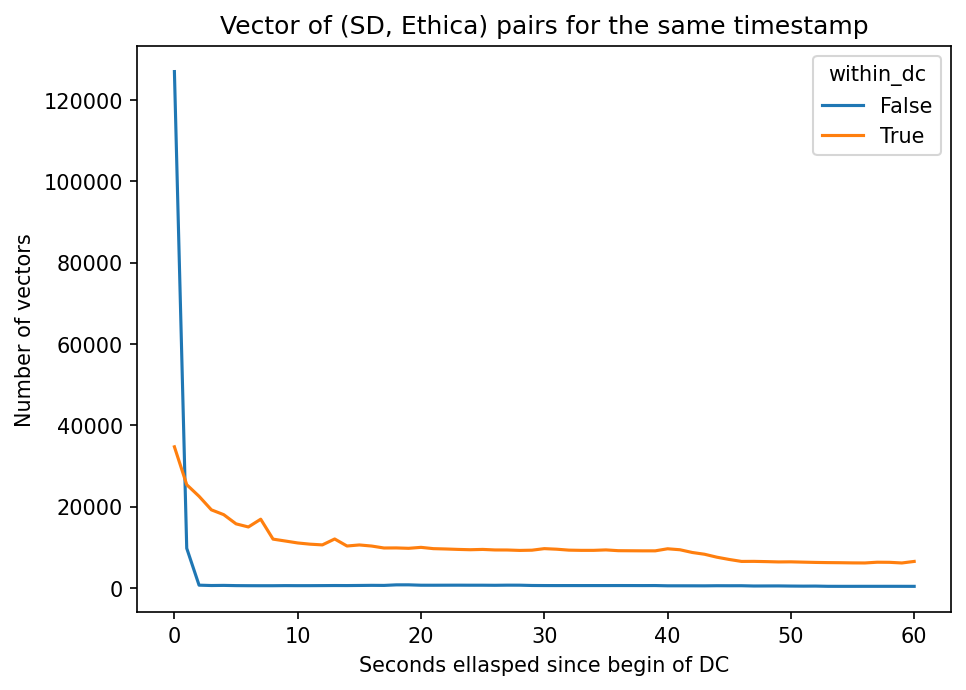 Vector of (SD, Ethica) pairs for the same timestamp
within_dc
False
True
120000
100000
80000
60000
40000
20000
0
Number of vectors
0 10 20 30 40 50 60
Seconds ellasped since begin of DC